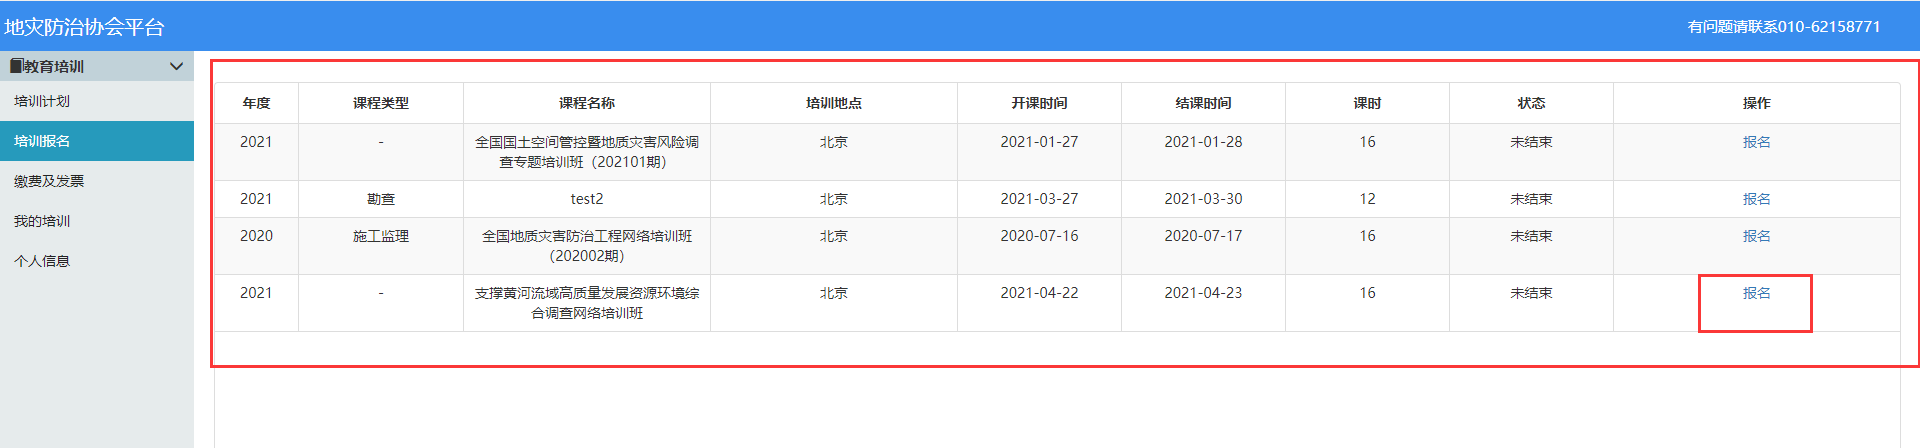 地灾防治协会平台
有问题请联系010-62158771
教育培训
培训计划
培训报名
缴费及发票
我的培训
个人信息
年度 课程类型 课程名称 培训地点 开课时间 结课时间 课时 状态 操作
2021 - 全国国土空间管控暨地质灾害风险调 北京 2021-01-27 2021-01-28 16 未结束 报名
查专题培训班（202101期）
2021 勘查 test2 北京 2021-03-27 2021-03-30 12 未结束 报名
2020 施工监理 全国地质灾害防治工程网络培训班 北京 2020-07-16 2020-07-17 16 未结束 报名
（202002期）
2021 - 支撑黄河流域高质量发展资源环境综 北京 2021-04-22 2021-04-23 16 未结束 报名
合调查网络培训班